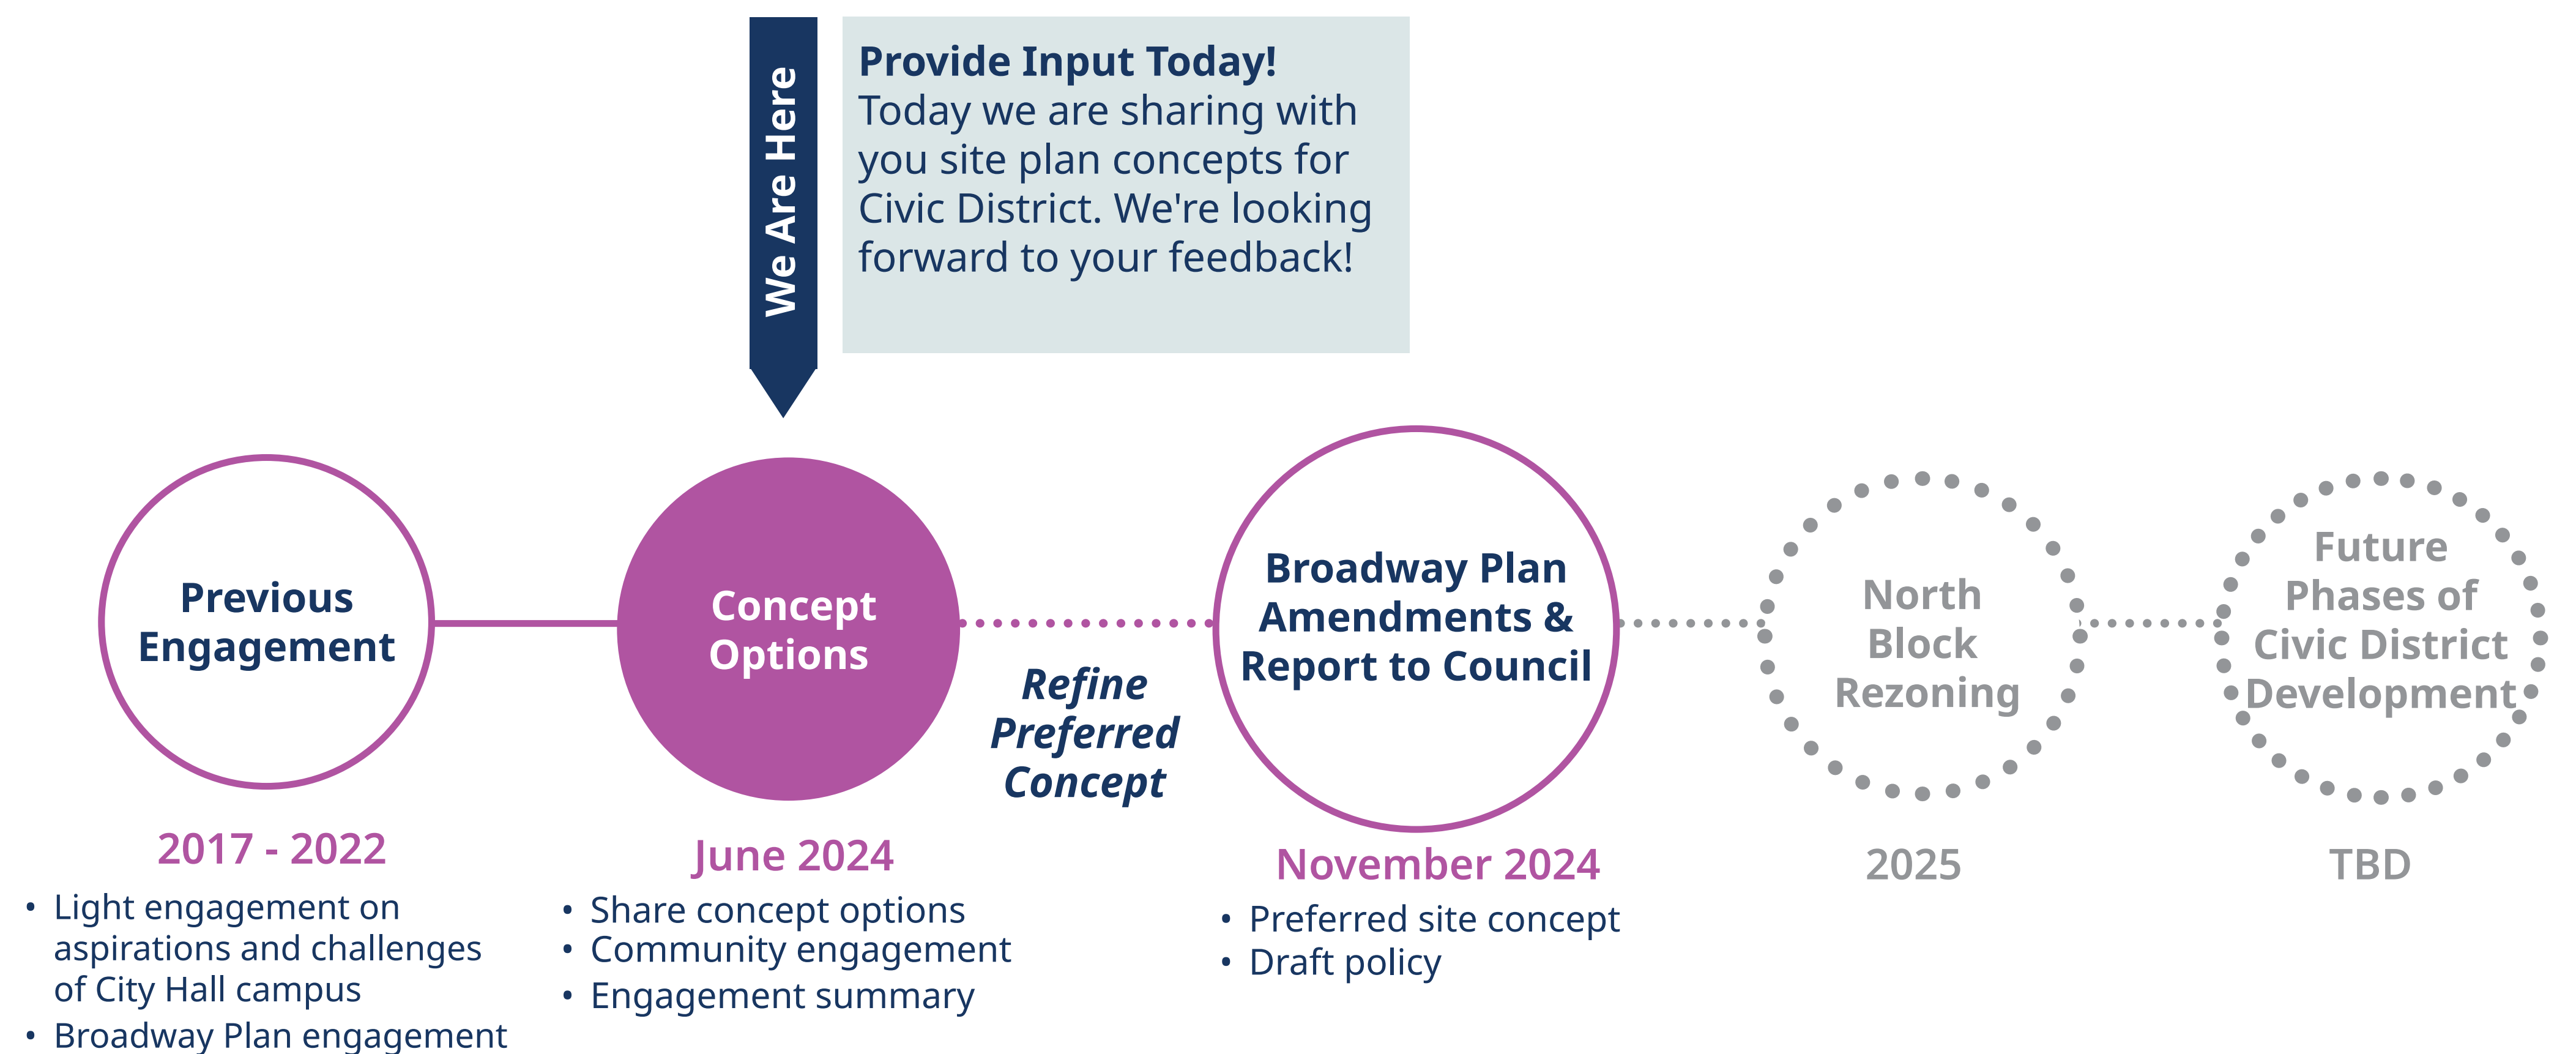 We Are Here
Provide Input Today!
Today we are sharing with
you site plan concepts for
Civic District. We're looking
forward to your feedback!
Previous
Engagement
Concept
Options
Refine
Preferred
Concept
Broadway Plan
Amendments &
Report to Council
North
Block
Rezoning
Future
Phases of
Civic District
Development
2017 - 2022
• Light engagement on
aspirations and challenges
of City Hall campus
• Broadway Plan engagement
June 2024
• Share concept options
• Community engagement
• Engagement summary
November 2024
• Preferred site concept
• Draft policy
2025
TBD